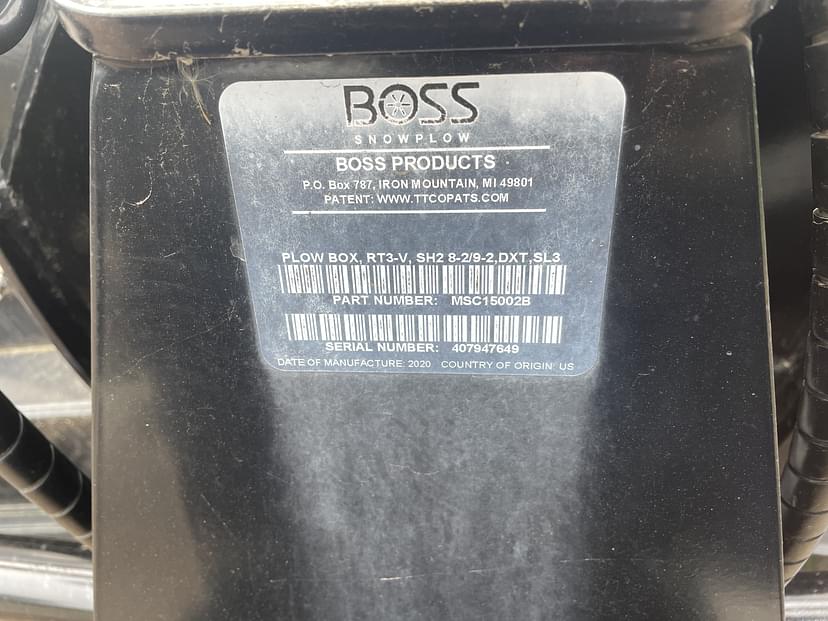 BOSS
SNOWPLOW
BOSS PRODUCTS
P.O. Box 787, IRON MOUNTAIN, MI 49801
PATENT: WWW.TTCOPATS.COM
PLOW BOX, RT3-V, SH2 8-2/9-2,DXT,SL3
PART NUMBER: MSC15002B
SERIAL NUMBER: 407947649
DATE OF MANUFACTURE: 2020 COUNTRY OF ORIGIN: US